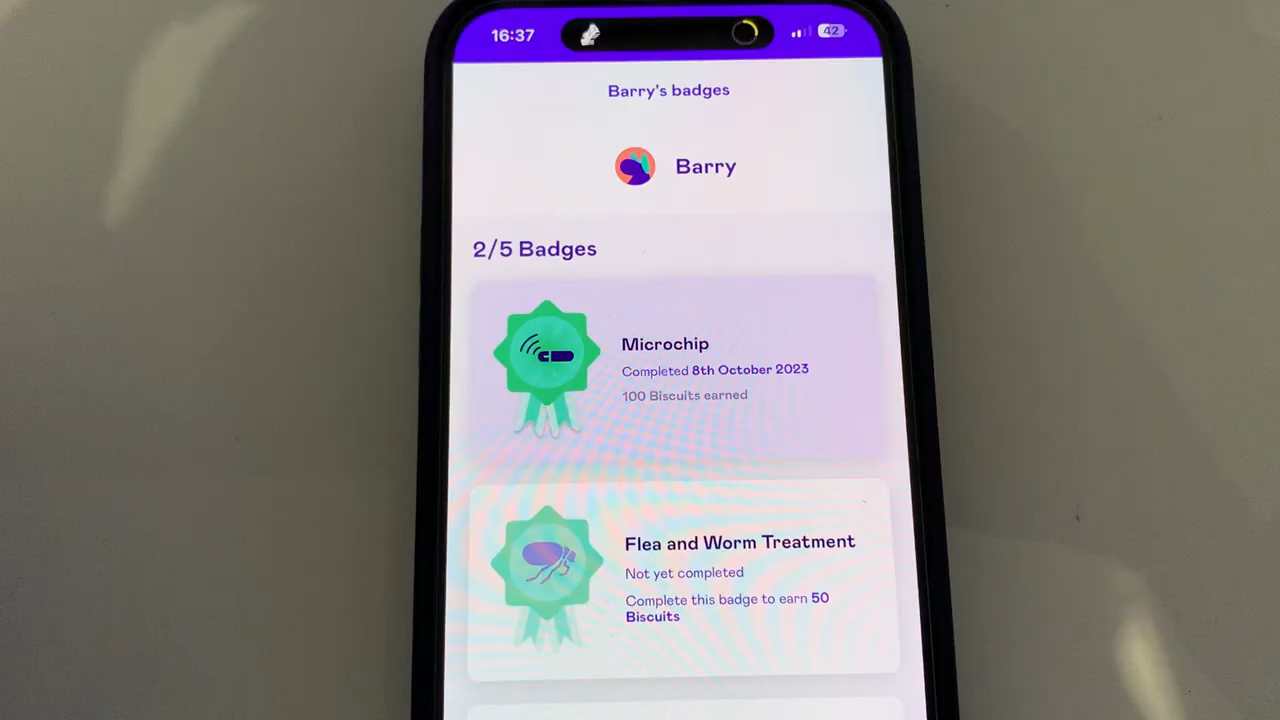 16:37
42
Barry's badges
Barry
2/5 Badges
Microchip
Completed 8th October 2023
100 Biscuits earned
Flea and Worm Treatment
Not yet completed
Complete this badge to earn 50
Biscuits